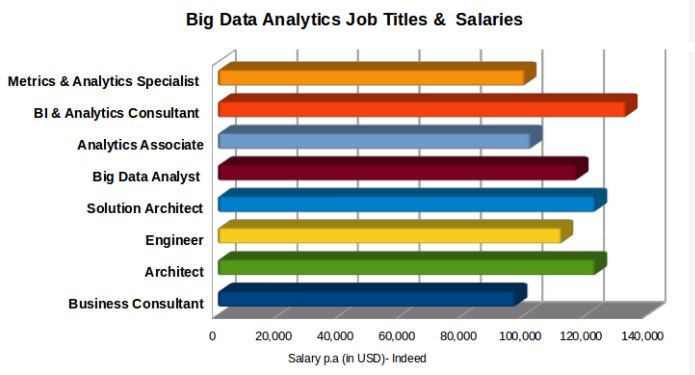 Big Data Analytics Job Titles & Salaries
Metrics & Analytics Specialist
BI & Analytics Consultant
Analytics Associate
Big Data Analyst
Solution Architect
Engineer
Architect
Business Consultant
0 20,000 40,000 60,000 80,000 100,000 120,000 140,000
Salary p.a (in USD)- Indeed